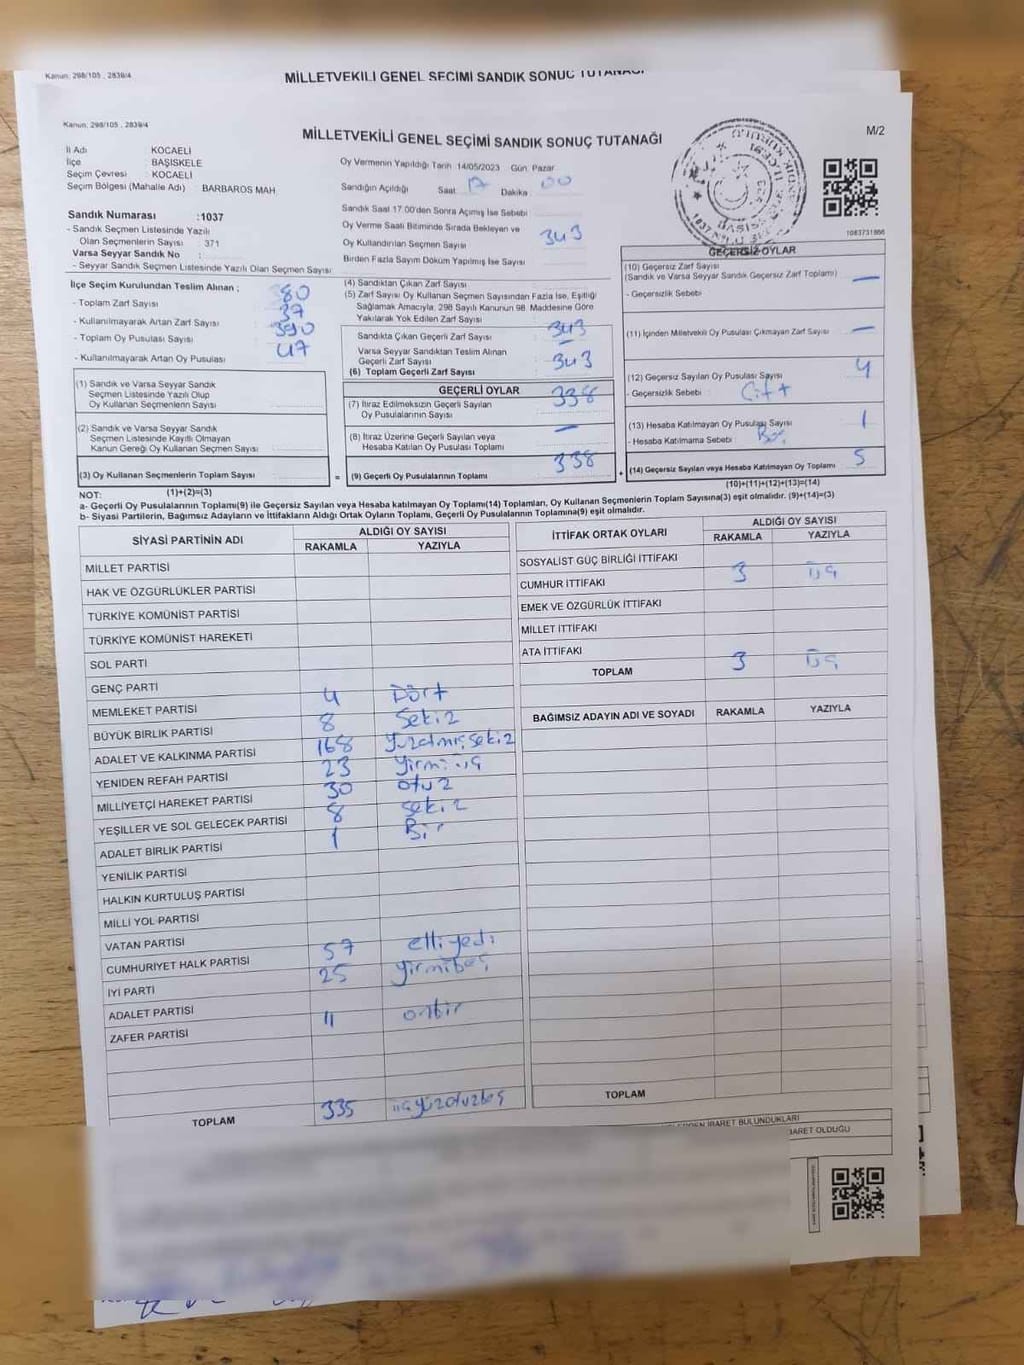 Kanun: 298/105 , 2839/4
MİLLETVEKİLİ GENEL SEÇİMİ SANDIK SONUÇ TUTANAĞI
Kanun: 298/105 , 2839/4
MİLLETVEKİLİ GENEL SEÇİMİ SANDIK SONUÇ TUTANAĞI
M/2
İl Adı KOCAELİ
İlçe : BAŞİSKELE
Seçim Çevresi : KOCAELİ
Seçim Bölgesi (Mahalle Adı) BARBAROS MAH.
Sandık Numarası :1037
- Sandık Seçmen Listesinde Yazılı
Olan Seçmenlerin Sayısı : 371
Varsa Seyyar Sandık No :
- Seyyar Sandık Seçmen Listesinde Yazılı Olan Seçmen Sayısı
Oy Vermenin Yapıldığı Tarih 14/05/2023 Gün: Pazar
Sandığın Açıldığı Saat: 17 Dakika: 00
Sandık Saat 17.00'den Sonra Açılmış İse Sebebi
Oy Verme Saati Bitiminde Sırada Bekleyen ve
Oy Kullandırılan Seçmen Sayısı 343
Birden Fazla Sayım Döküm Yapılmış İse Sayısı
1083731866
İlçe Seçim Kurulundan Teslim Alınan ;
- Toplam Zarf Sayısı 80
- Kullanılmayarak Artan Zarf Sayısı 37
- Toplam Oy Pusulası Sayısı 390
- Kullanılmayarak Artan Oy Pusulası 47
(1) Sandık ve Varsa Seyyar Sandık
Seçmen Listesinde Yazılı Olup
Oy Kullanan Seçmenlerin Sayısı
(2) Sandık ve Varsa Seyyar Sandık
Seçmen Listesinde Kayıtlı Olmayan
Kanun Gereği Oy Kullanan Seçmen Sayısı
(3) Oy Kullanan Seçmenlerin Toplam Sayısı
(1)+(2)=(3)
(4) Sandıktan Çıkan Zarf Sayısı
(5) Zarf Sayısı Oy Kullanan Seçmen Sayısından Fazla İse, Eşitliği
Sağlamak Amacıyla, 298 Sayılı Kanunun 98. Maddesine Göre
Yakılarak Yok Edilen Zarf Sayısı
Sandıkta Çıkan Geçerli Zarf Sayısı 343
Varsa Seyyar Sandıktan Teslim Alınan
Geçerli Zarf Sayısı —
(6) Toplam Geçerli Zarf Sayısı 343
GEÇERLİ OYLAR
(7) İtiraz Edilmeksizin Geçerli Sayılan
Oy Pusulalarının Sayısı 338
(8) İtiraz Üzerine Geçerli Sayılan veya
Hesaba Katılan Oy Pusulası Toplamı —
= (9) Geçerli Oy Pusulalarının Toplamı 338 +
GEÇERSİZ OYLAR
(10) Geçersiz Zarf Sayısı
(Sandık ve Varsa Seyyar Sandık Geçersiz Zarf Toplamı) —
- Geçersizlik Sebebi
(11) İçinden Milletvekili Oy Pusulası Çıkmayan Zarf Sayısı —
(12) Geçersiz Sayılan Oy Pusulası Sayısı 4
- Geçersizlik Sebebi Çift
(13) Hesaba Katılmayan Oy Pusulası Sayısı 1
- Hesaba Katılmama Sebebi Boş
(14) Geçersiz Sayılan veya Hesaba Katılmayan Oy Toplamı 5
(10)+(11)+(12)+(13)=(14)
NOT:
a- Geçerli Oy Pusulalarının Toplamı(9) ile Geçersiz Sayılan veya Hesaba katılmayan Oy Toplamı(14) Toplamları, Oy Kullanan Seçmenlerin Toplam Sayısına(3) eşit olmalıdır. (9)+(14)=(3)
b- Siyasi Partilerin, Bağımsız Adayların ve İttifakların Aldığı Ortak Oyların Toplamı, Geçerli Oy Pusulalarının Toplamına(9) eşit olmalıdır.
SİYASİ PARTİNİN ADI ALDIĞI OY SAYISI
RAKAMLA YAZIYLA
MİLLET PARTİSİ
HAK VE ÖZGÜRLÜKLER PARTİSİ
TÜRKİYE KOMÜNİST PARTİSİ
TÜRKİYE KOMÜNİST HAREKETİ
SOL PARTİ
GENÇ PARTİ
MEMLEKET PARTİSİ 4 Dört
BÜYÜK BİRLİK PARTİSİ 8 Sekiz
ADALET VE KALKINMA PARTİSİ 168 Yüzatmışsekiz
YENİDEN REFAH PARTİSİ 23 Yirmiüç
MİLLİYETÇİ HAREKET PARTİSİ 30 otuz
YEŞİLLER VE SOL GELECEK PARTİSİ 8 sekiz
ADALET BİRLİK PARTİSİ 1 Bir
YENİLİK PARTİSİ
HALKIN KURTULUŞ PARTİSİ
MİLLİ YOL PARTİSİ
VATAN PARTİSİ
CUMHURİYET HALK PARTİSİ 57 elliyedi
İYİ PARTİ 25 yirmibeş
ADALET PARTİSİ
ZAFER PARTİSİ 11 onbir
TOPLAM 335 üçyüzotuzbeş
İTTİFAK ORTAK OYLARI ALDIĞI OY SAYISI
RAKAMLA YAZIYLA
SOSYALİST GÜÇ BİRLİĞİ İTTİFAKI
CUMHUR İTTİFAKI 3 üç
EMEK VE ÖZGÜRLÜK İTTİFAKI
MİLLET İTTİFAKI
ATA İTTİFAKI
TOPLAM 3 üç
BAĞIMSIZ ADAYIN ADI VE SOYADI RAKAMLA YAZIYLA
TOPLAM
İBARET BULUNDUKLARI
BARET OLDUĞU